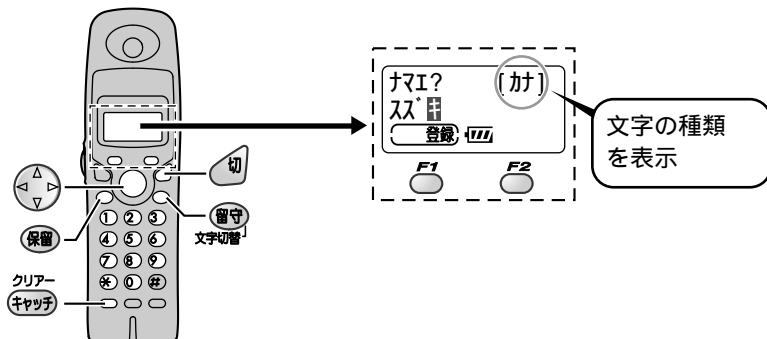 ﾅﾏｴ? [ｶﾅ]
ｽｽﾞｷ
登録
F1 F2
文字の種類
を表示
切
保留
留守
文字切替
クリアー
キャッチ
1 2 3
4 5 6
7 8 9
* 0 #